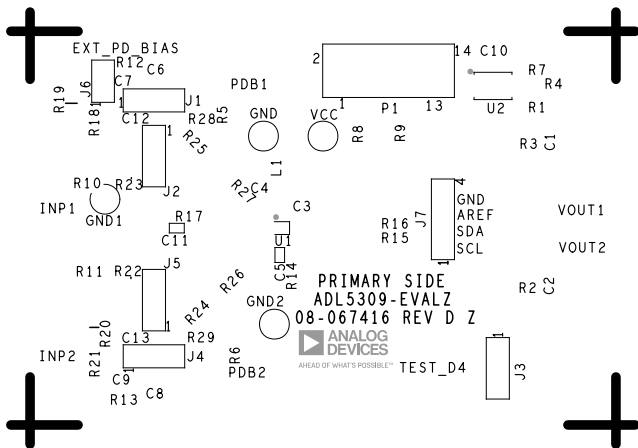 EXT_PD_BIAS
R12
C6
C7
J6
R19
R18
1
1
J1
C12
R28
R5
PDB1
GND
VCC
2
14
1
P1
13
C10
R7
R4
U2
R1
R3
C1
R8
R9
1
R25
L1
J2
R10
R23
R27
C4
INP1
GND1
R17
C11
C3
U1
C5
R14
R16
R15
J7
4
GND
AREF
SDA
SCL
1
VOUT1
VOUT2
R11
R22
J5
1
R26
R24
GND2
PRIMARY SIDE
ADL5309-EVALZ
08-067416 REV D Z
ANALOG
DEVICES
AHEAD OF WHAT'S POSSIBLE™
R2
C2
R20
R21
C13
R29
INP2
J4
R6
PDB2
C9
1
C8
R13
TEST_D4
1
J3